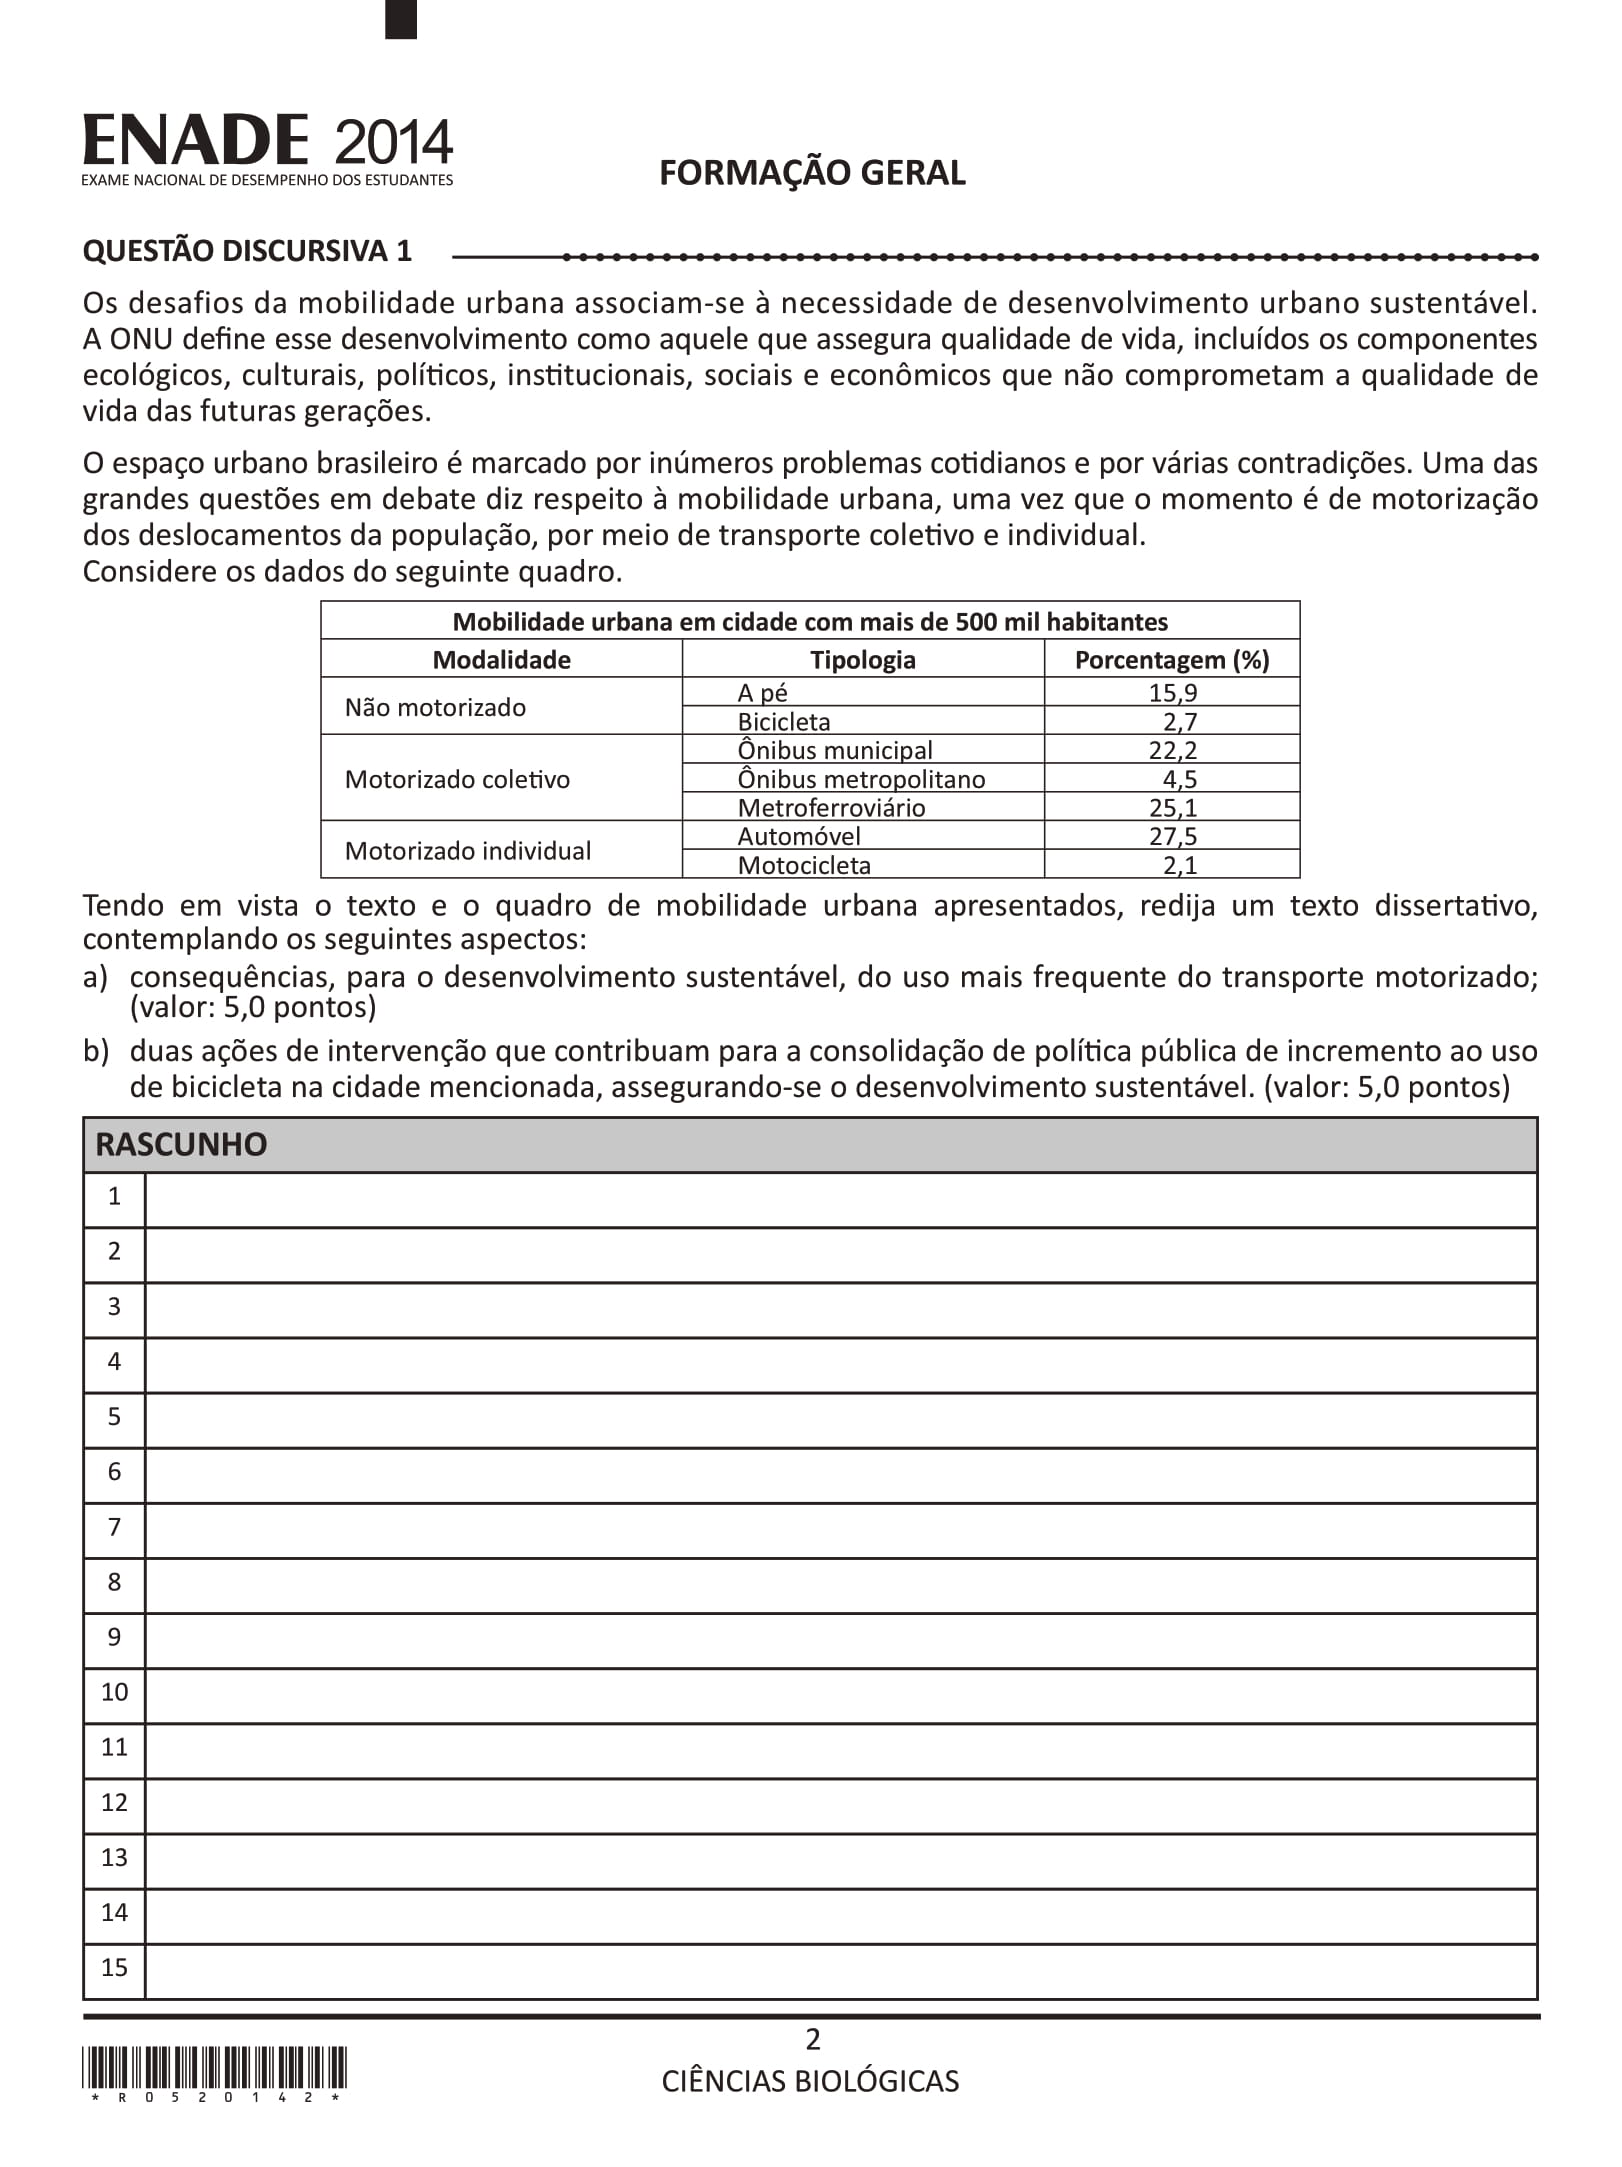 ENADE 2014
EXAME NACIONAL DE DESEMPENHO DOS ESTUDANTES
FORMAÇÃO GERAL
QUESTÃO DISCURSIVA 1
Os desafios da mobilidade urbana associam-se à necessidade de desenvolvimento urbano sustentável.
A ONU define esse desenvolvimento como aquele que assegura qualidade de vida, incluídos os componentes
ecológicos, culturais, políticos, institucionais, sociais e econômicos que não comprometam a qualidade de
vida das futuras gerações.
O espaço urbano brasileiro é marcado por inúmeros problemas cotidianos e por várias contradições. Uma das
grandes questões em debate diz respeito à mobilidade urbana, uma vez que o momento é de motorização
dos deslocamentos da população, por meio de transporte coletivo e individual.
Considere os dados do seguinte quadro.
Mobilidade urbana em cidade com mais de 500 mil habitantes
Modalidade Tipologia Porcentagem (%)
Não motorizado
A pé 15,9
Bicicleta 2,7
Motorizado coletivo
Ônibus municipal 22,2
Ônibus metropolitano 4,5
Metroferroviário 25,1
Motorizado individual
Automóvel 27,5
Motocicleta 2,1
Tendo em vista o texto e o quadro de mobilidade urbana apresentados, redija um texto dissertativo,
contemplando os seguintes aspectos:
a) consequências, para o desenvolvimento sustentável, do uso mais frequente do transporte motorizado;
(valor: 5,0 pontos)
b) duas ações de intervenção que contribuam para a consolidação de política pública de incremento ao uso
de bicicleta na cidade mencionada, assegurando-se o desenvolvimento sustentável. (valor: 5,0 pontos)
RASCUNHO
1
2
3
4
5
6
7
8
9
10
11
12
13
14
15
2
CIÊNCIAS BIOLÓGICAS
* R 0 5 2 0 1 4 2 *